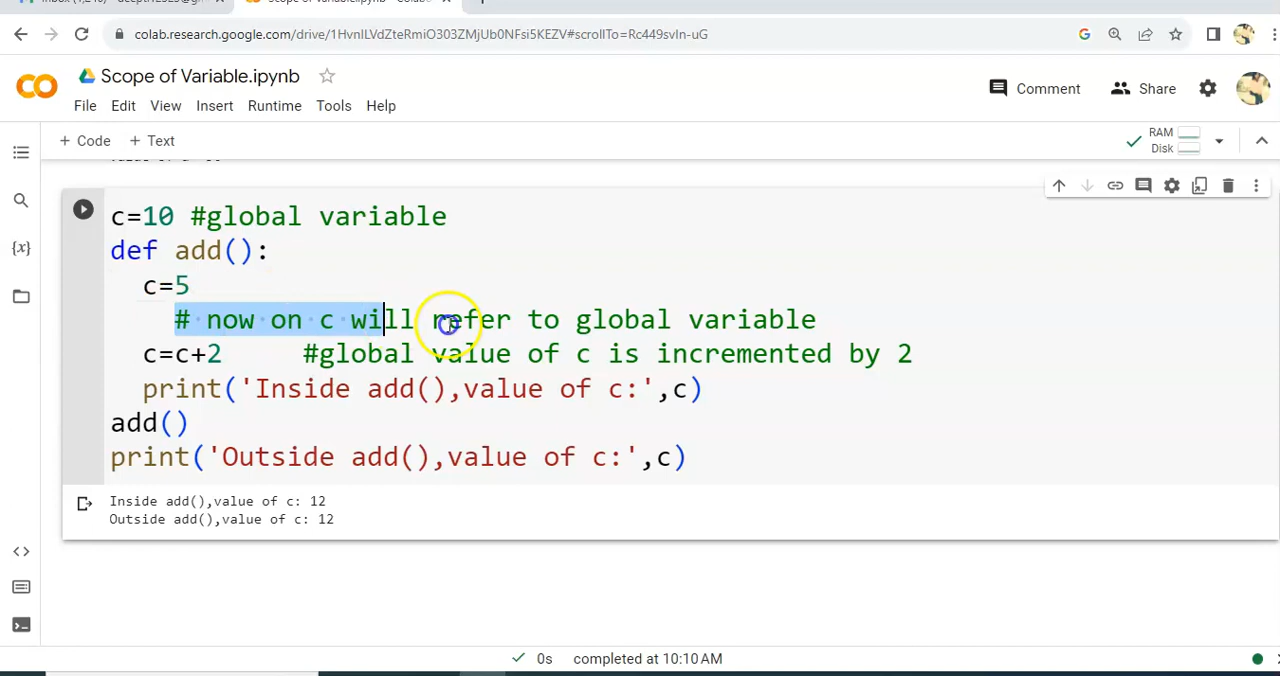 colab.research.google.com/drive/1HvnILVdZteRmiO303ZMjUb0NFsi5KEZV#scrollTo=Rc449svIn-uG
CO
Scope of Variable.ipynb
File Edit View Insert Runtime Tools Help
Comment
Share
+ Code + Text
RAM
Disk
c=10 #global variable
def add():
c=5
# now on c will refer to global variable
c=c+2 #global value of c is incremented by 2
print('Inside add(),value of c:',c)
add()
print('Outside add(),value of c:',c)
Inside add(),value of c: 12
Outside add(),value of c: 12
0s completed at 10:10 AM